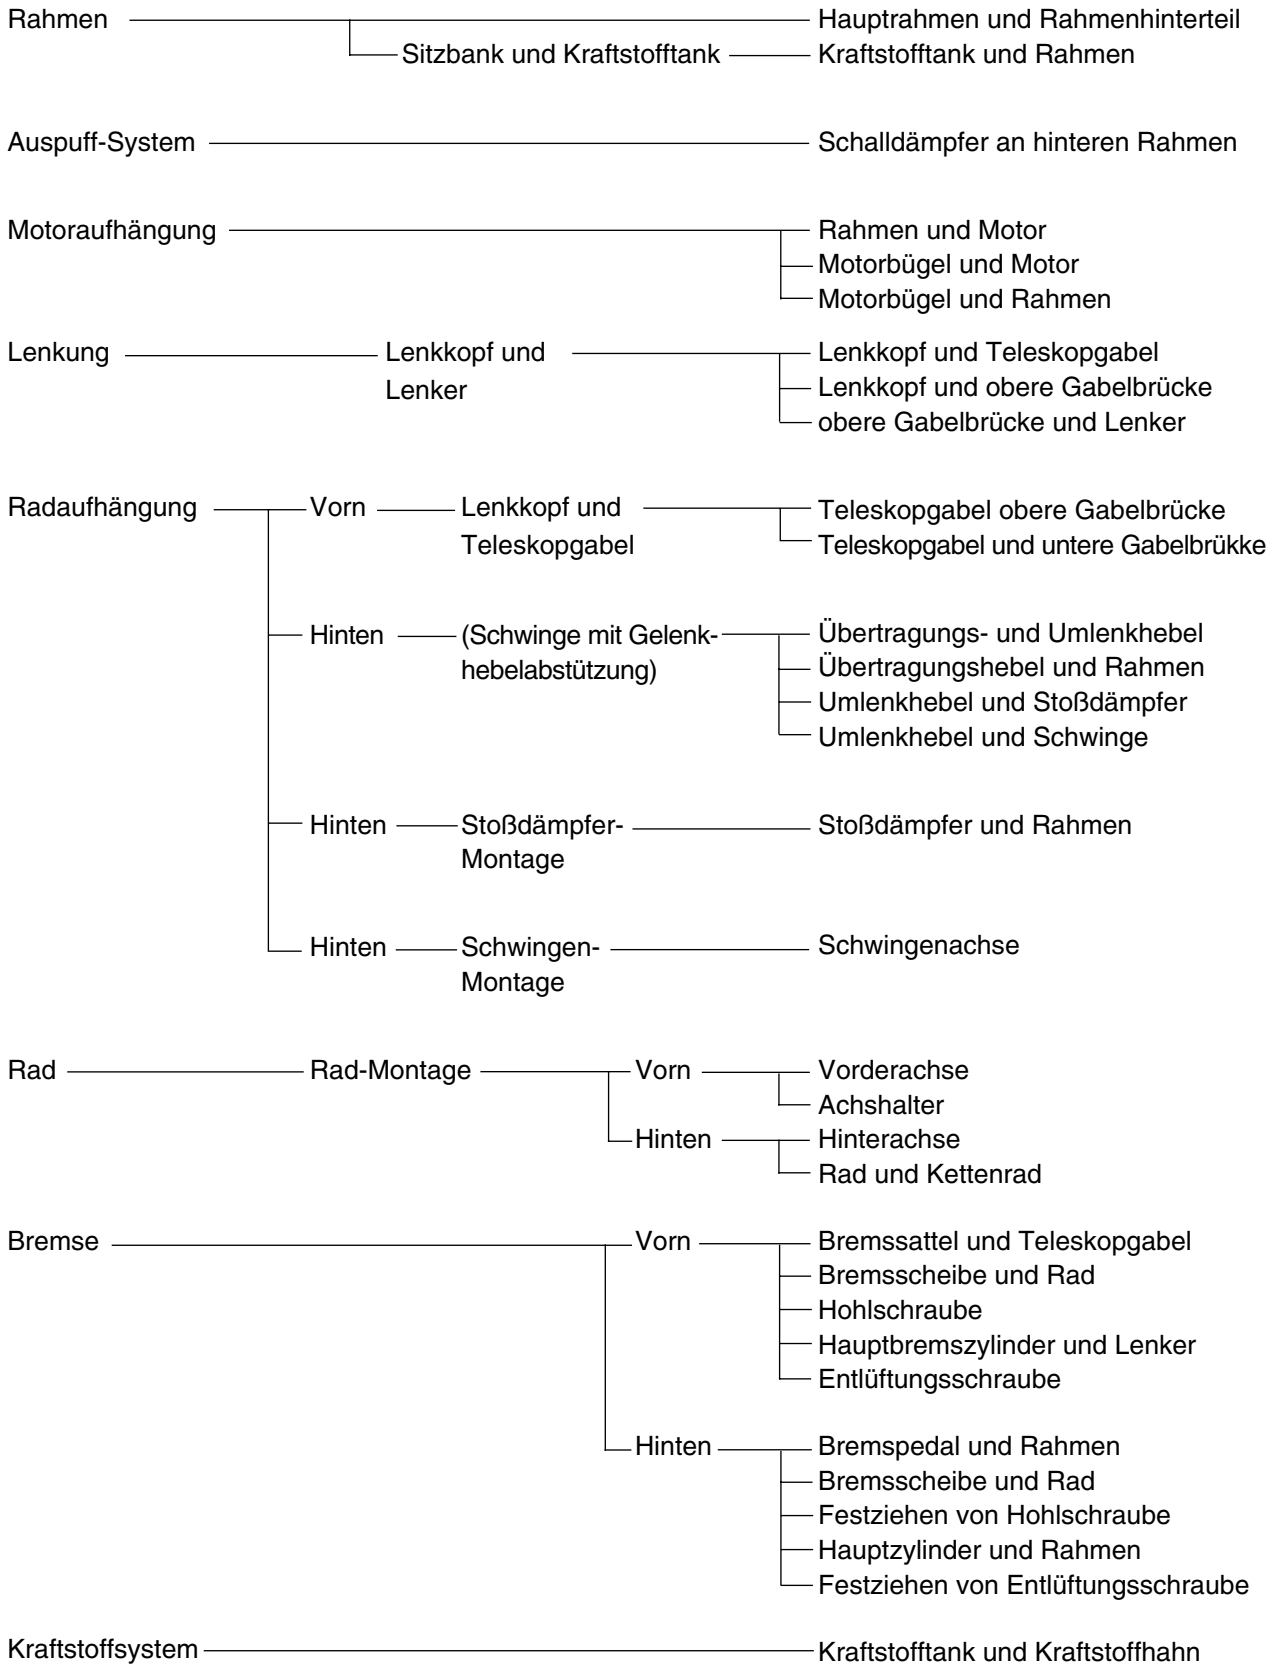 Rahmen Hauptrahmen und Rahmenhinterteil
Sitzbank und Kraftstofftank Kraftstofftank und Rahmen
Auspuff-System Schalldämpfer an hinteren Rahmen
Motoraufhängung Rahmen und Motor
Motorbügel und Motor
Motorbügel und Rahmen
Lenkung Lenkkopf und Lenkkopf und Teleskopgabel
Lenker Lenkkopf und obere Gabelbrücke
obere Gabelbrücke und Lenker
Radaufhängung Vorn Lenkkopf und Teleskopgabel obere Gabelbrücke
Teleskopgabel Teleskopgabel und untere Gabelbrükke
Hinten (Schwinge mit Gelenk- Übertragungs- und Umlenkhebel
hebelabstützung) Übertragungshebel und Rahmen
Umlenkhebel und Stoßdämpfer
Umlenkhebel und Schwinge
Hinten Stoßdämpfer- Stoßdämpfer und Rahmen
Montage
Hinten Schwingen- Schwingenachse
Montage
Rad Rad-Montage Vorn Vorderachse
Achshalter
Hinten Hinterachse
Rad und Kettenrad
Bremse Vorn Bremssattel und Teleskopgabel
Bremsscheibe und Rad
Hohlschraube
Hauptbremszylinder und Lenker
Entlüftungsschraube
Hinten Bremspedal und Rahmen
Bremsscheibe und Rad
Festziehen von Hohlschraube
Hauptzylinder und Rahmen
Festziehen von Entlüftungsschraube
Kraftstoffsystem Kraftstofftank und Kraftstoffhahn